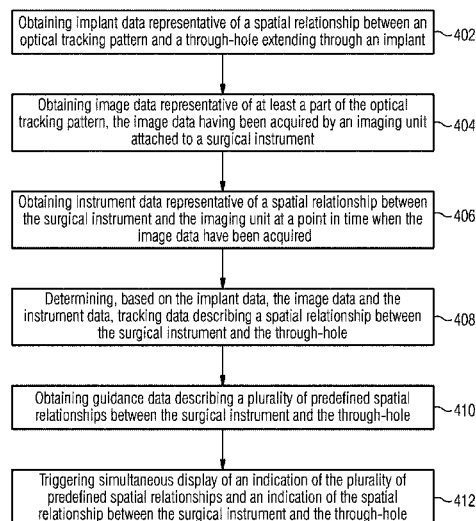 Obtaining implant data representative of a spatial relationship between an
optical tracking pattern and a through-hole extending through an implant
402
Obtaining image data representative of at least a part of the optical
tracking pattern, the image data having been acquired by an imaging unit
attached to a surgical instrument
404
Obtaining instrument data representative of a spatial relationship between
the surgical instrument and the imaging unit at a point in time when the
image data have been acquired
406
Determining, based on the implant data, the image data and the
instrument data, tracking data describing a spatial relationship between
the surgical instrument and the through-hole
408
Obtaining guidance data describing a plurality of predefined spatial
relationships between the surgical instrument and the through-hole
410
Triggering simultaneous display of an indication of the plurality of
predefined spatial relationships and an indication of the spatial
relationship between the surgical instrument and the through-hole
412